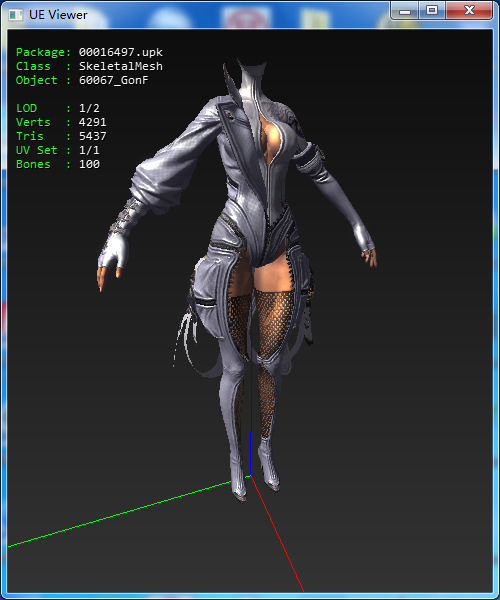 UE Viewer
Package: 00016497.upk
Class : SkeletalMesh
Object : 60067_GonF
LOD : 1/2
Verts : 4291
Tris : 5437
UV Set : 1/1
Bones : 100